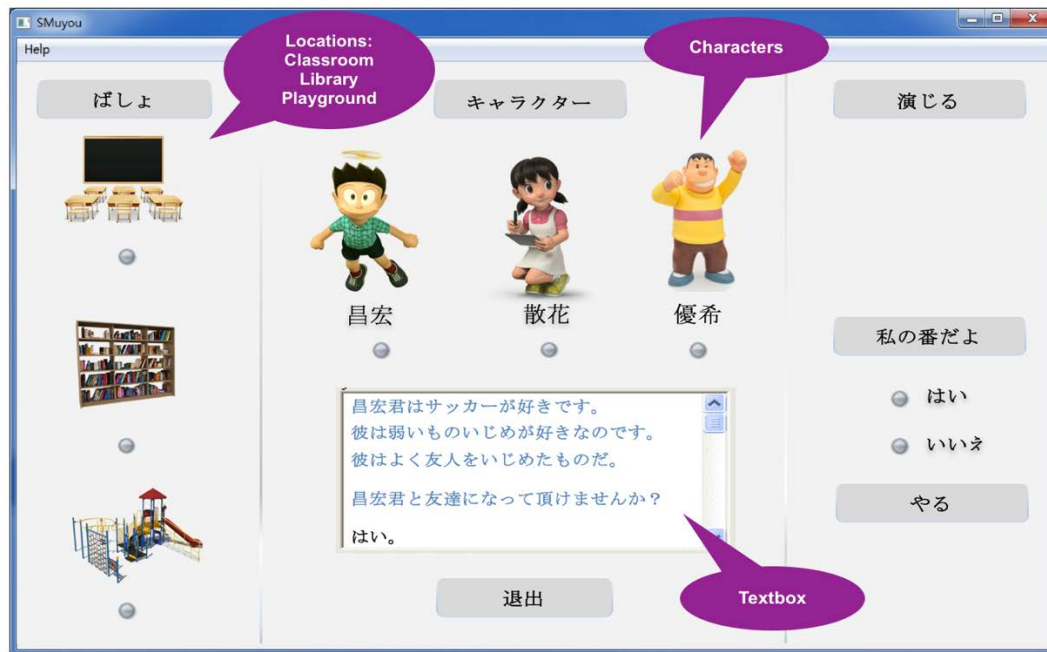 SMuyou
Help
Locations:
Classroom
Library
Playground
Characters
ばしょ
キャラクター
演じる
昌宏
散花
優希
私の番だよ
はい
いいえ
やる
昌宏君はサッカーが好きです。
彼は弱いものいじめが好きなのです。
彼はよく友人をいじめたものだ。
昌宏君と友達になって頂けませんか？
はい。
退出
Textbox